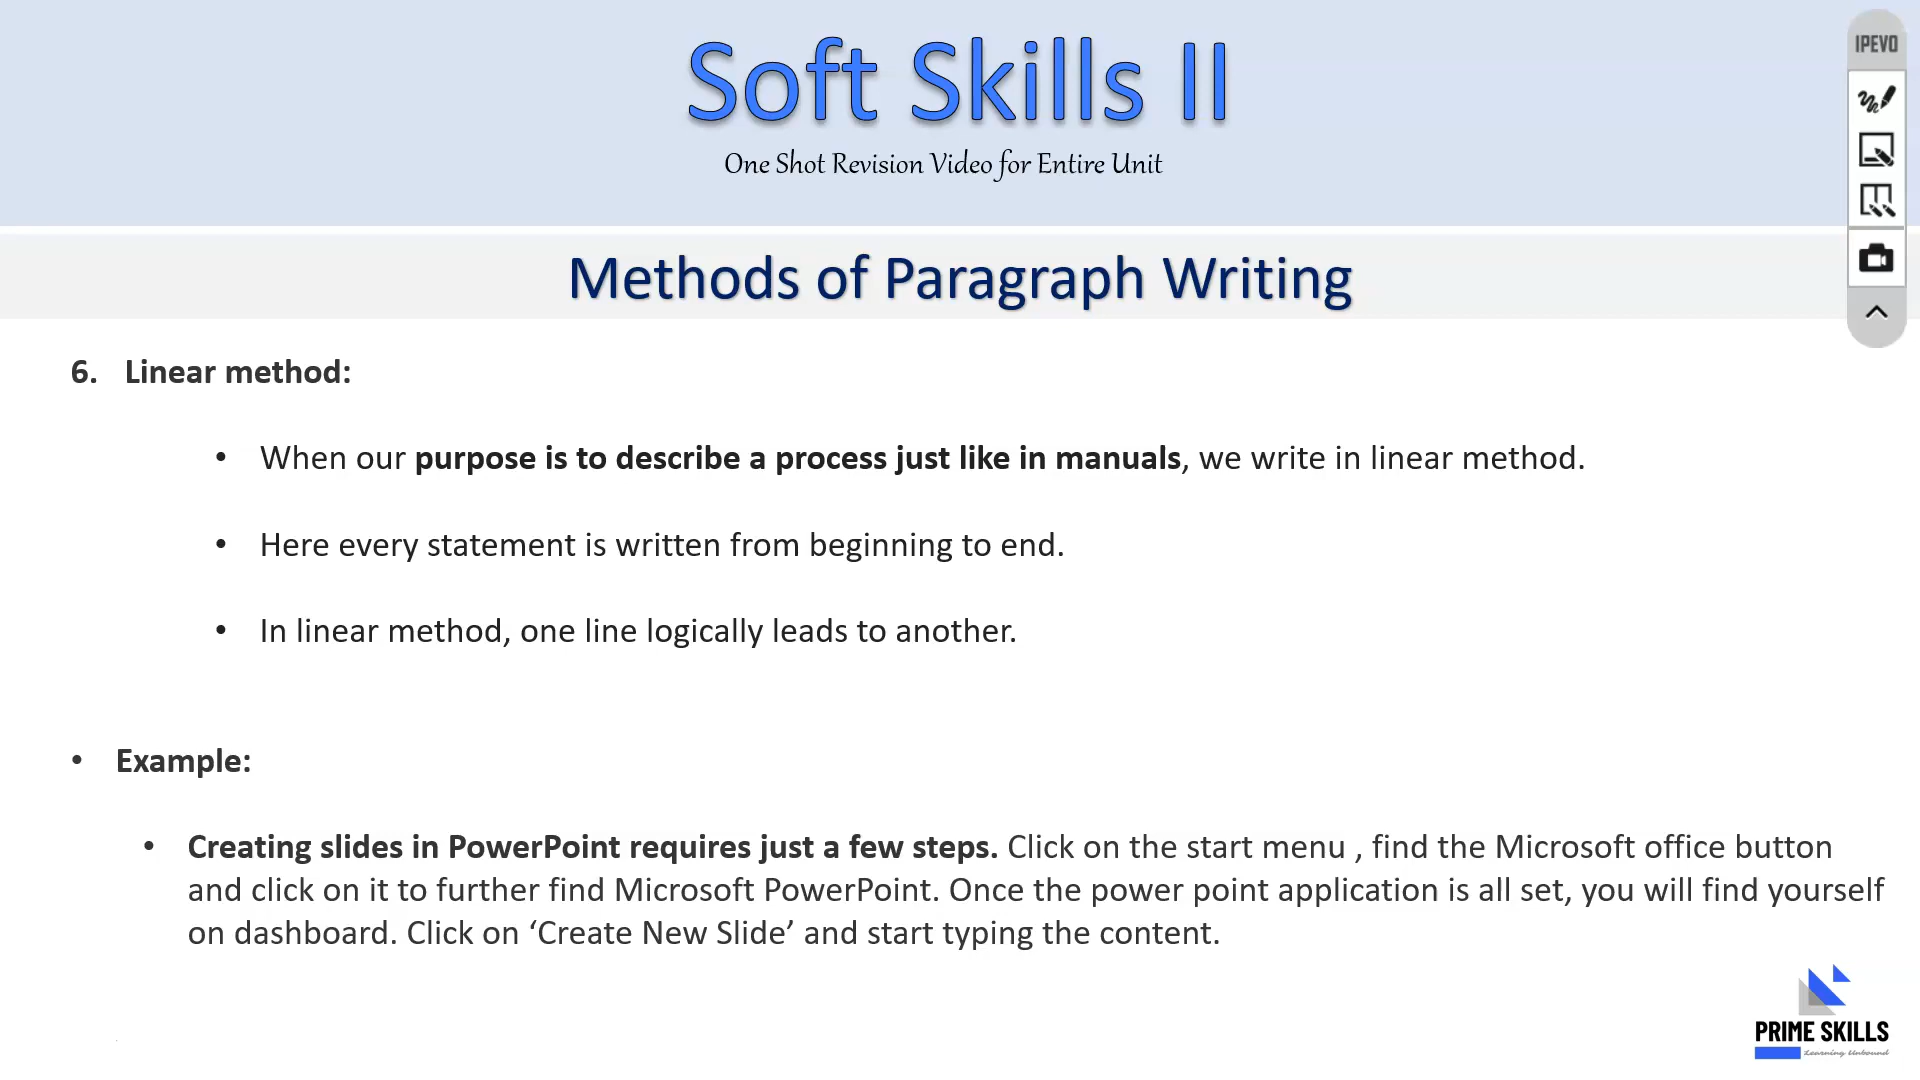 Soft Skills II
One Shot Revision Video for Entire Unit
IPEVO
Methods of Paragraph Writing
6. Linear method:
• When our purpose is to describe a process just like in manuals, we write in linear method.
• Here every statement is written from beginning to end.
• In linear method, one line logically leads to another.
• Example:
• Creating slides in PowerPoint requires just a few steps. Click on the start menu , find the Microsoft office button
and click on it to further find Microsoft PowerPoint. Once the power point application is all set, you will find yourself
on dashboard. Click on ‘Create New Slide’ and start typing the content.
PRIME SKILLS
Learning Unbound